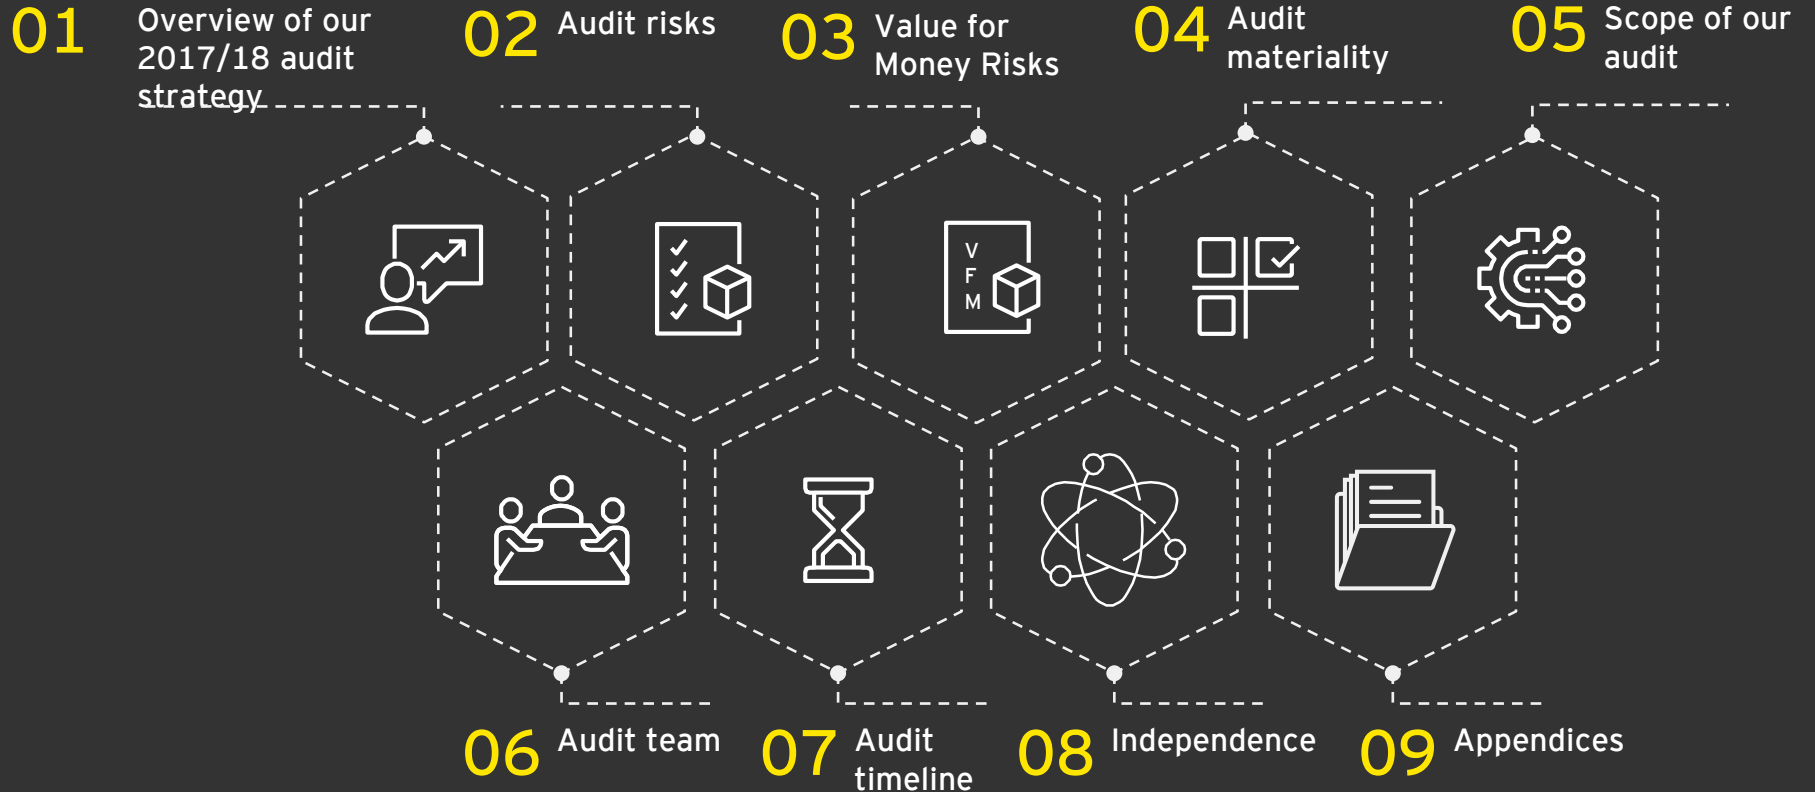 01
Overview of our
2017/18 audit
strategy
02
Audit risks
03
Value for
Money Risks
04
Audit
materiality
05
Scope of our
audit
V
F
M
06
Audit team
07
Audit
timeline
08
Independence
09
Appendices